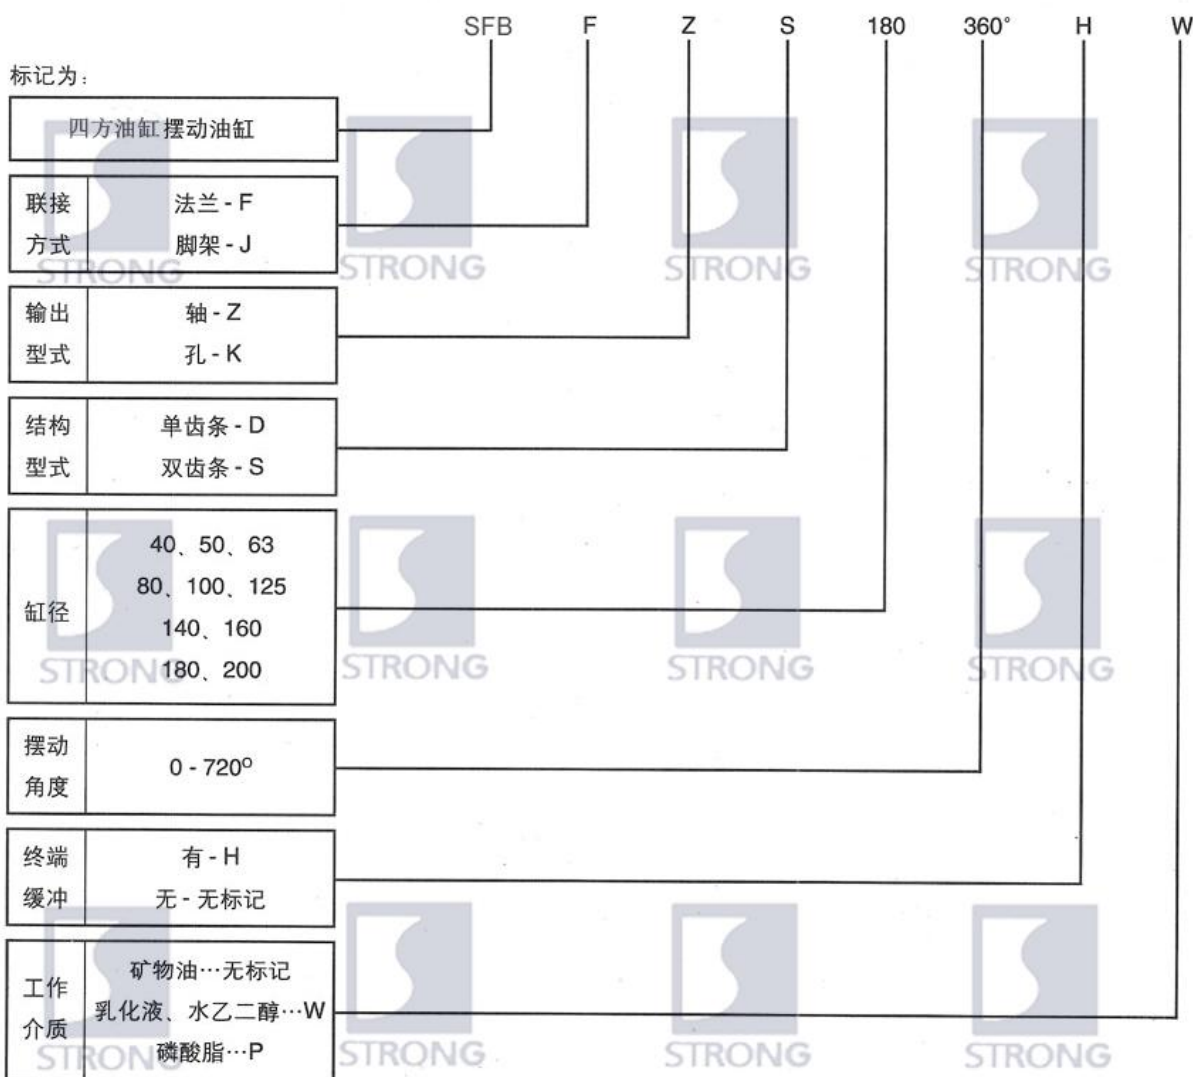 SFB F Z S 180 360° H W
标记为:
四方油缸摆动油缸
联接方式
法兰 - F
脚架 - J
STRONG STRONG STRONG STRONG
输出型式
轴 - Z
孔 - K
结构型式
单齿条 - D
双齿条 - S
缸径
40、50、63
80、100、125
140、160
180、200
STRONG STRONG STRONG STRONG
摆动角度
0 - 720°
终端缓冲
有 - H
无 - 无标记
工作介质
矿物油…无标记
乳化液、水乙二醇…W
磷酸脂…P
STRONG STRONG STRONG STRONG